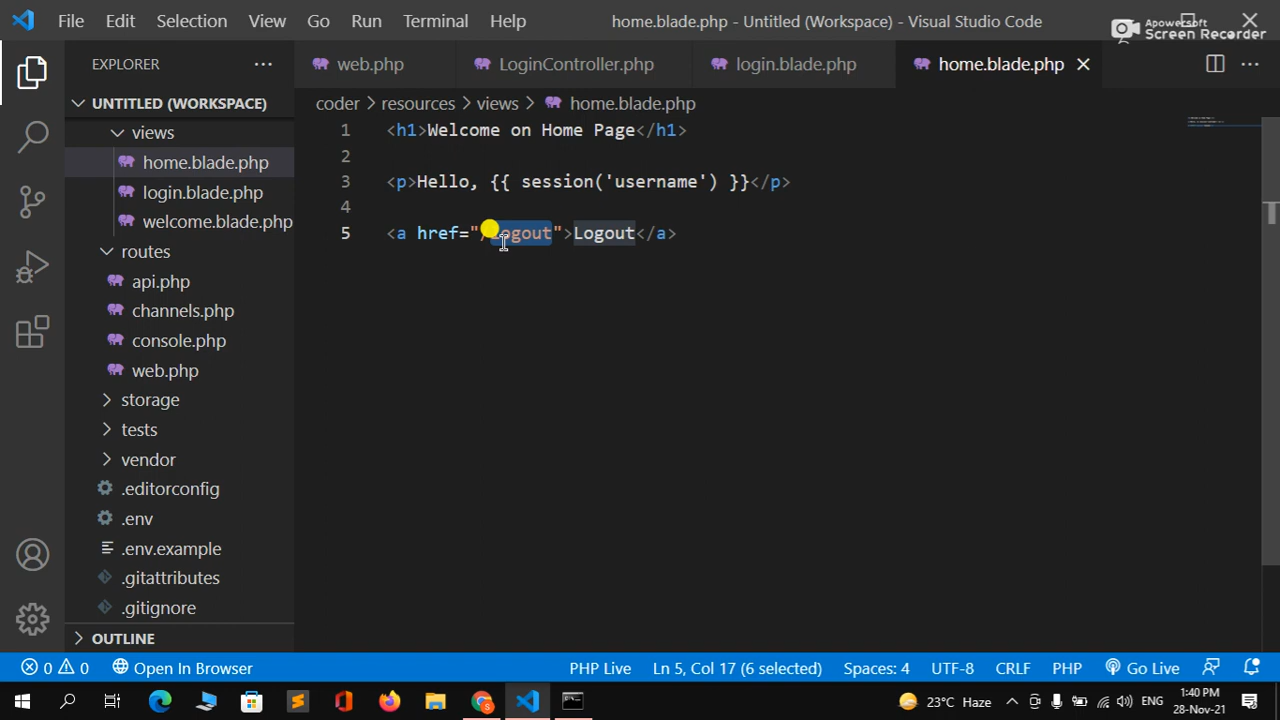 File Edit Selection View Go Run Terminal Help
home.blade.php - Untitled (Workspace) - Visual Studio Code
Apowersoft
Screen Recorder
EXPLORER
web.php LoginController.php login.blade.php home.blade.php
UNTITLED (WORKSPACE)
views
home.blade.php
login.blade.php
welcome.blade.php
routes
api.php
channels.php
console.php
web.php
storage
tests
vendor
.editorconfig
.env
.env.example
.gitattributes
.gitignore
OUTLINE
coder > resources > views > home.blade.php
1 <h1>Welcome on Home Page</h1>
2
3 <p>Hello, {{ session('username') }}</p>
4
5 <a href="/Logout">Logout</a>
0 0 Open In Browser PHP Live Ln 5, Col 17 (6 selected) Spaces: 4 UTF-8 CRLF PHP Go Live
23°C Haze ENG 1:40 PM
28-Nov-21